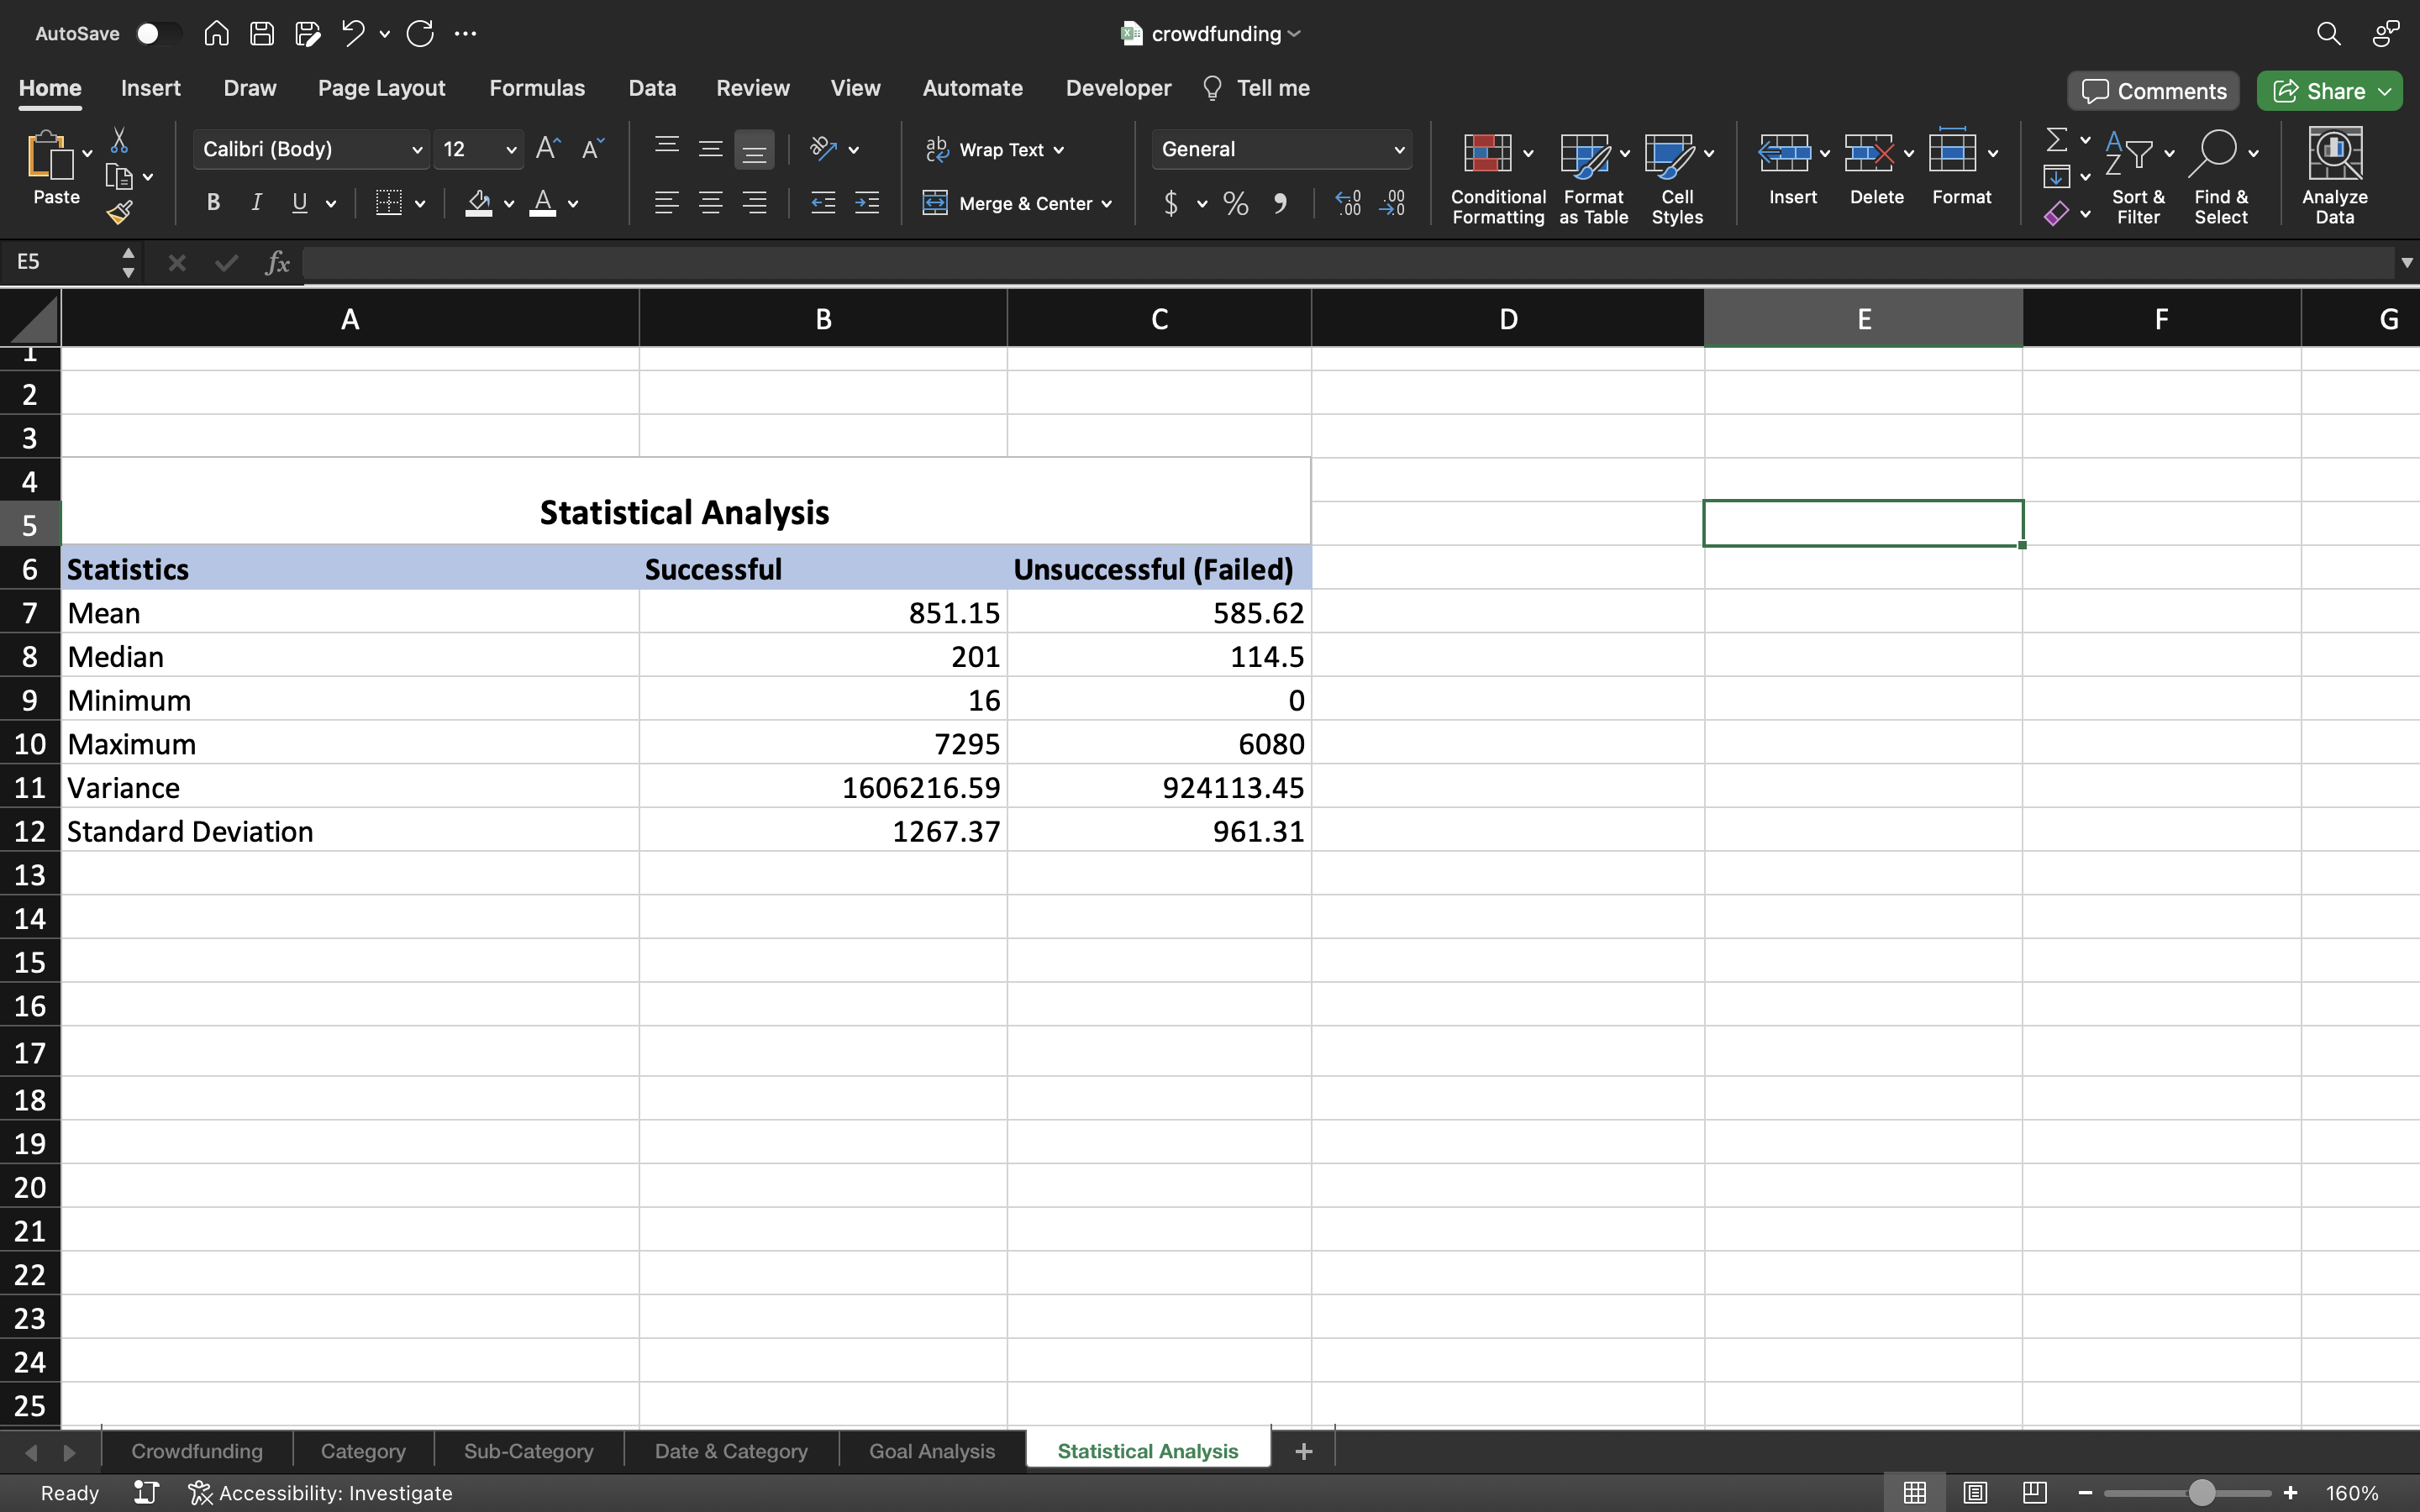 AutoSave
crowdfunding
Home Insert Draw Page Layout Formulas Data Review View Automate Developer Tell me
Comments Share
Paste
Calibri (Body) 12
B I U
Wrap Text
Merge & Center
General
$ % 
Conditional Formatting
Format as Table
Cell Styles
Insert
Delete
Format
Sort & Filter
Find & Select
Analyze Data
E5 fx
A B C D E F G
1
2
3
4
Statistical Analysis
5
6 Statistics Successful Unsuccessful (Failed)
7 Mean 851.15 585.62
8 Median 201 114.5
9 Minimum 16 0
10 Maximum 7295 6080
11 Variance 1606216.59 924113.45
12 Standard Deviation 1267.37 961.31
13
14
15
16
17
18
19
20
21
22
23
24
25
Crowdfunding Category Sub-Category Date & Category Goal Analysis Statistical Analysis +
Ready Accessibility: Investigate 160%